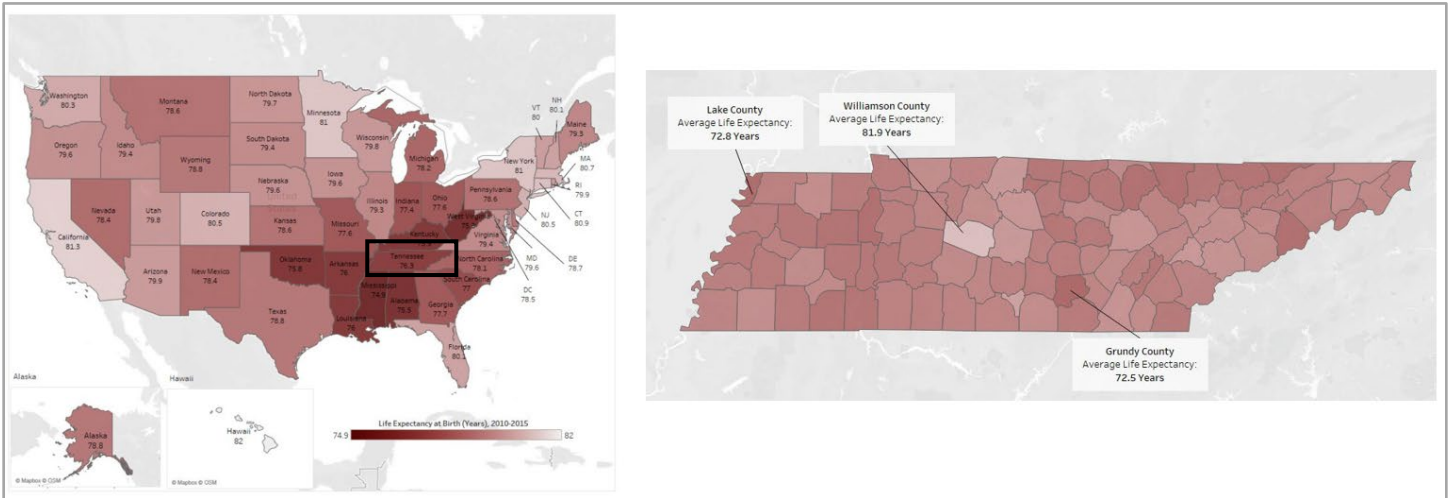 Washington
80.3
Montana
78.6
North Dakota
79.7
Minnesota
81
VT
80
NH
80.1
Maine
79.3
Oregon
79.6
Idaho
79.4
Wyoming
78.8
South Dakota
79.4
Wisconsin
79.8
Michigan
78.2
New York
81
MA
80.7
RI
79.9
CT
80.9
NJ
80.5
Nebraska
79.6
United
Iowa
79.6
Illinois
79.3
Indiana
77.4
Ohio
77.6
Pennsylvania
78.6
Nevada
78.4
Utah
79.8
Colorado
80.5
Kansas
78.6
Missouri
77.6
West Virginia
Virginia
79.4
Kentucky
California
81.3
DE
78.7
MD
79.6
DC
78.5
Arizona
79.9
New Mexico
78.4
Oklahoma
75.8
Arkansas
76
Tennessee
76.3
North Carolina
78.1
South Carolina
77
Mississippi
74.9
Alabama
75.5
Georgia
77.7
Texas
78.8
Louisiana
76
Florida
80.1
Alaska
Hawaii
Alaska
78.8
Hawaii
82
Life Expectancy at Birth (Years), 2010-2015
74.9
82
© Mapbox © OSM
© Mapbox © OSM
Lake County
Average Life Expectancy:
72.8 Years
Williamson County
Average Life Expectancy:
81.9 Years
Grundy County
Average Life Expectancy:
72.5 Years